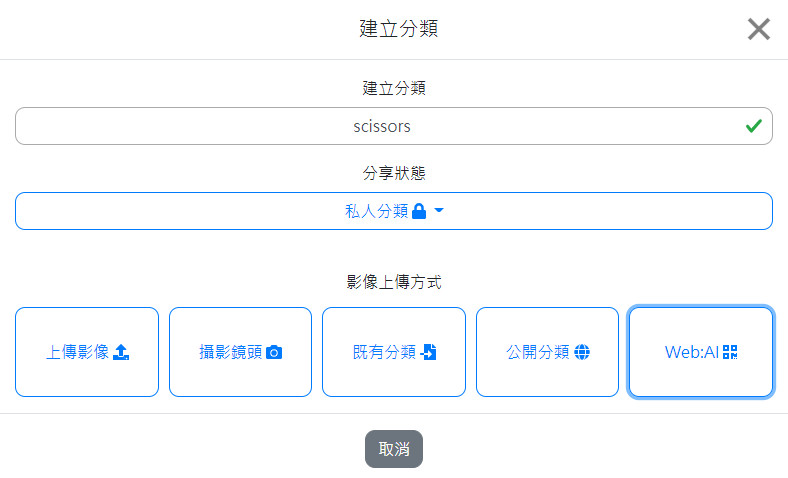 建立分類
建立分類
scissors
分享狀態
私人分類
影像上傳方式
上傳影像 攝影鏡頭 既有分類 公開分類 Web:AI
取消